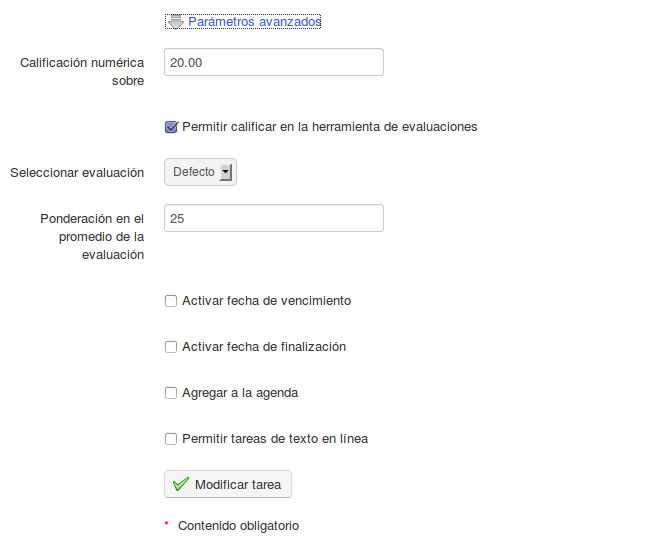 Parámetros avanzados
Calificación numérica
sobre
20.00
Permitir calificar en la herramienta de evaluaciones
Seleccionar evaluación
Defecto
Ponderación en el
promedio de la
evaluación
25
Activar fecha de vencimiento
Activar fecha de finalización
Agregar a la agenda
Permitir tareas de texto en línea
Modificar tarea
* Contenido obligatorio